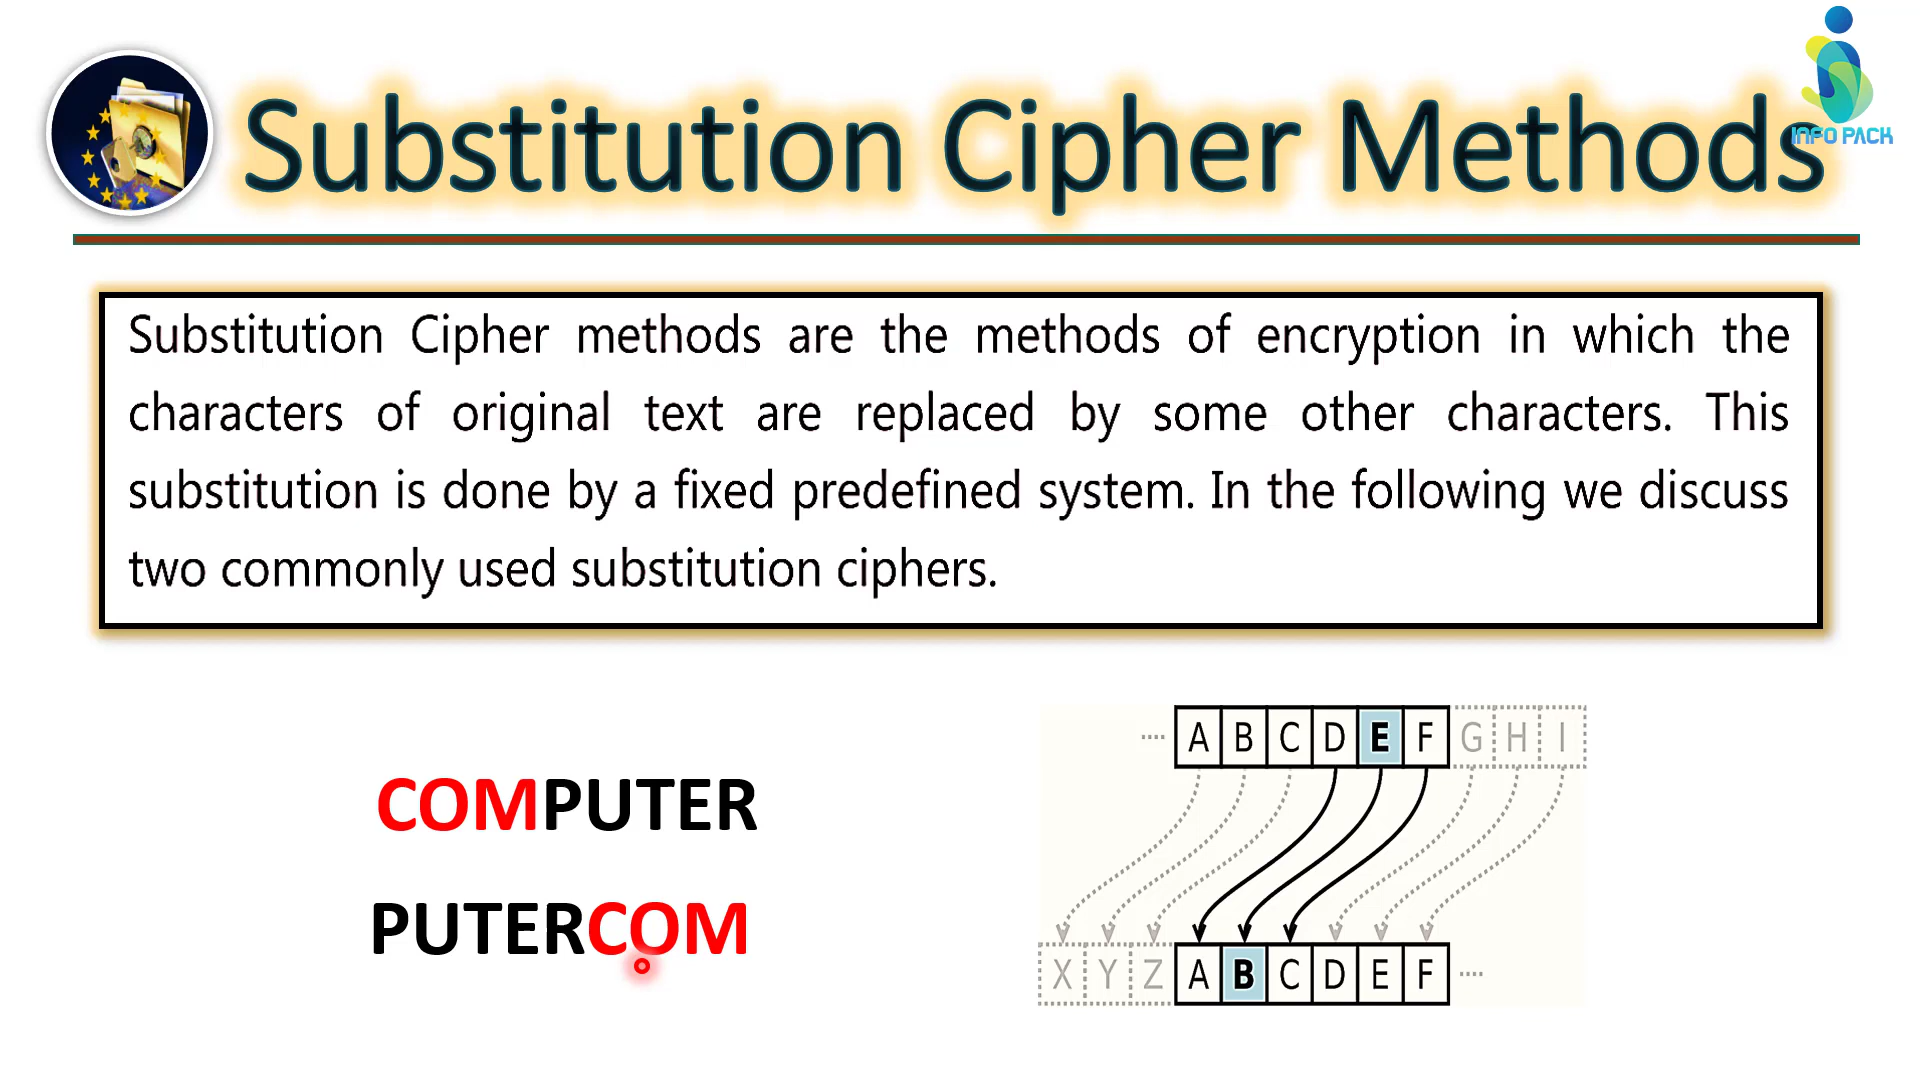 Substitution Cipher Methods
INFO PACK
Substitution Cipher methods are the methods of encryption in which the
characters of original text are replaced by some other characters. This
substitution is done by a fixed predefined system. In the following we discuss
two commonly used substitution ciphers.
COMPUTER
PUTERCOM
.... A B C D E F G H I
X Y Z A B C D E F ....